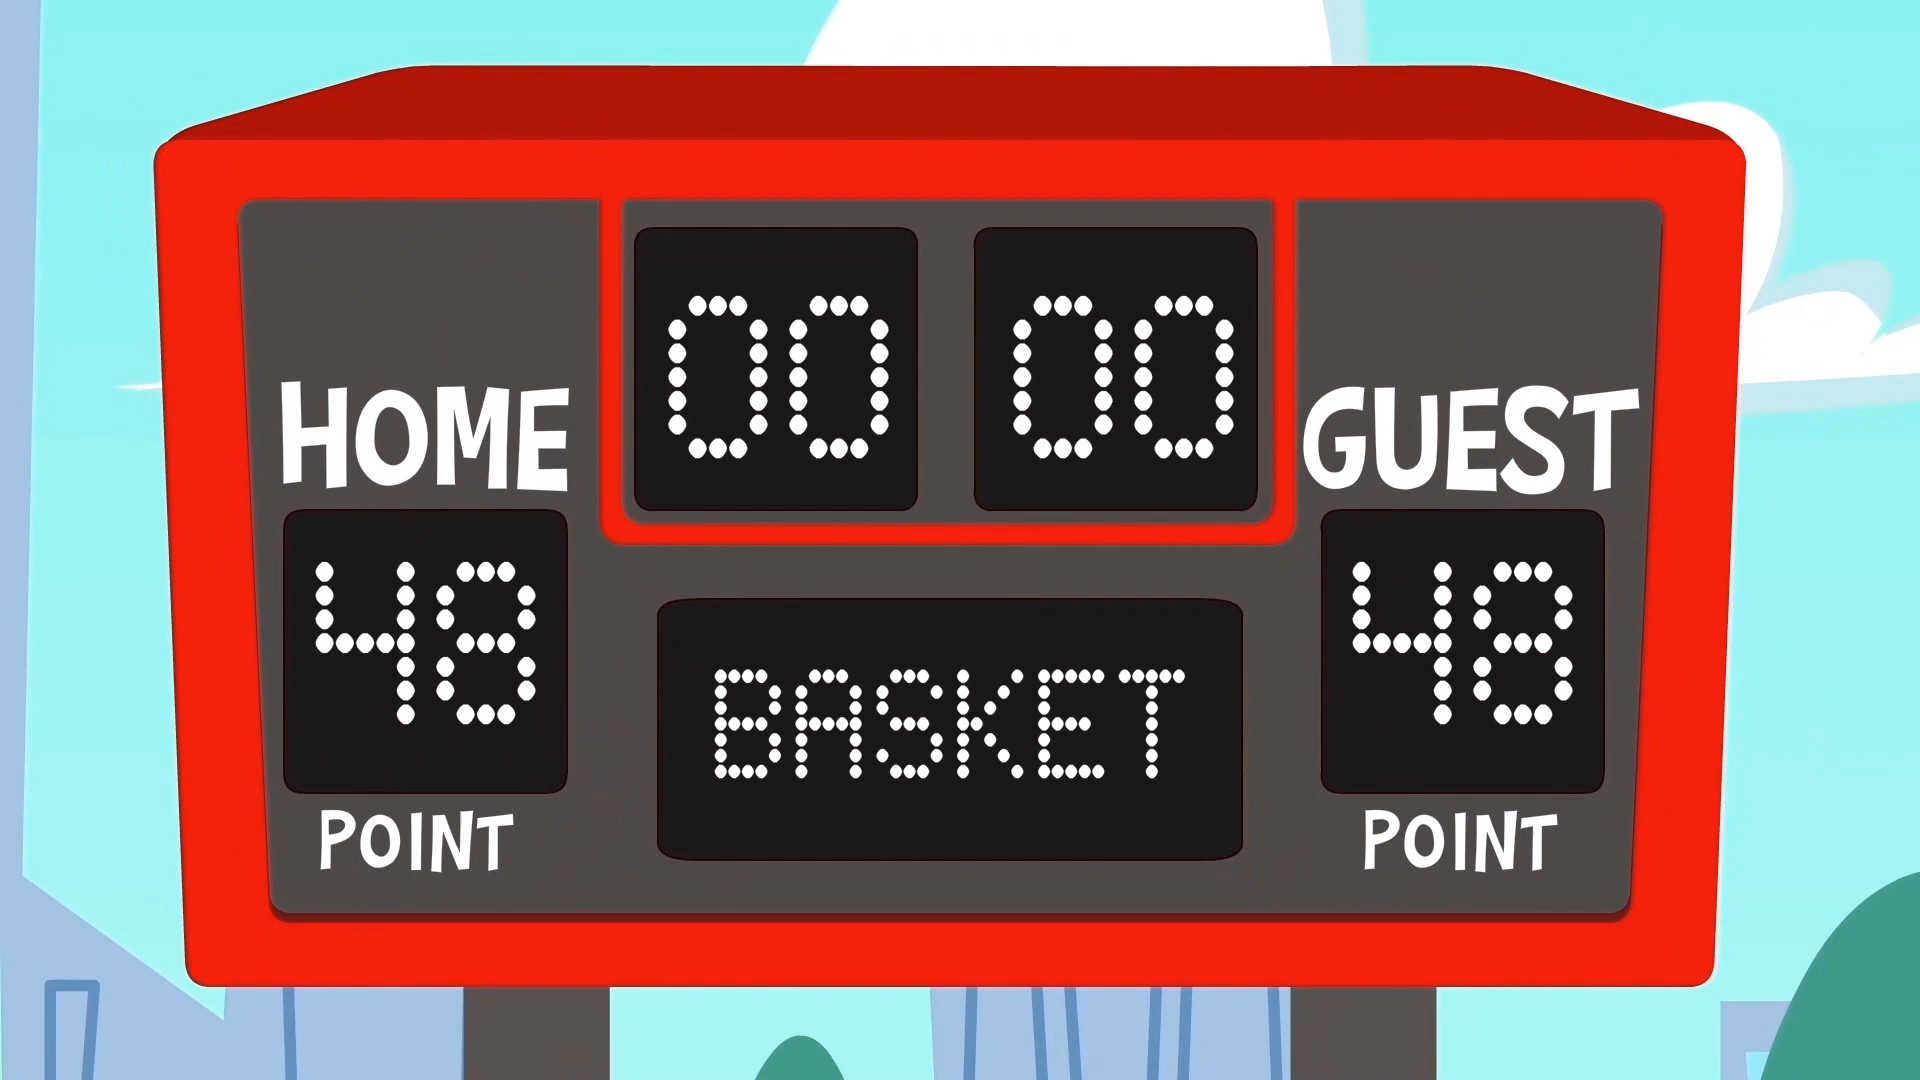 00 00
HOME GUEST
48 48
BASKET
POINT POINT